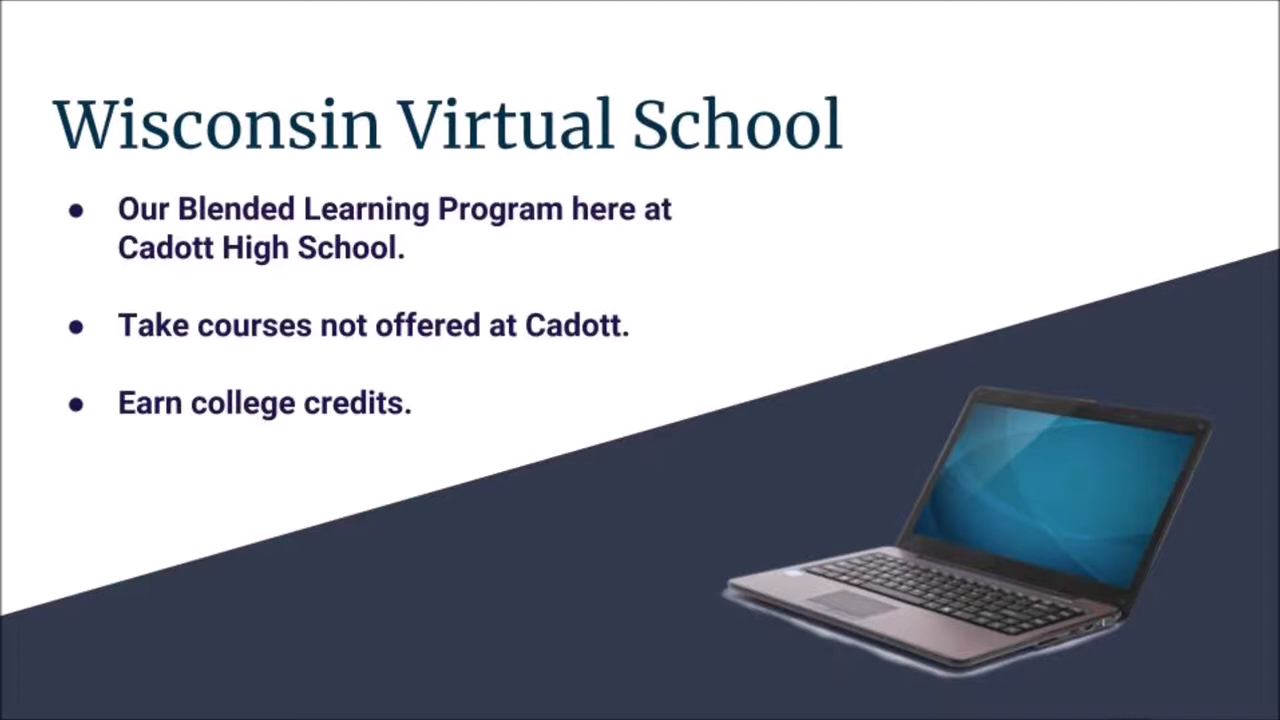 Wisconsin Virtual School
● Our Blended Learning Program here at
Cadott High School.
● Take courses not offered at Cadott.
● Earn college credits.